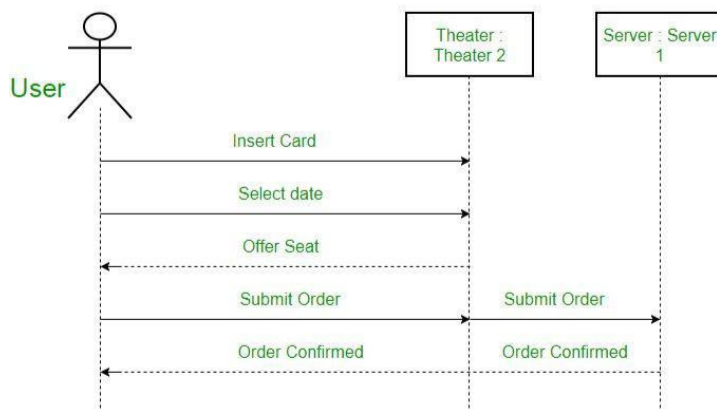 Theater :
Theater 2
Server : Server
1
User
Insert Card
Select date
Offer Seat
Submit Order
Submit Order
Order Confirmed
Order Confirmed